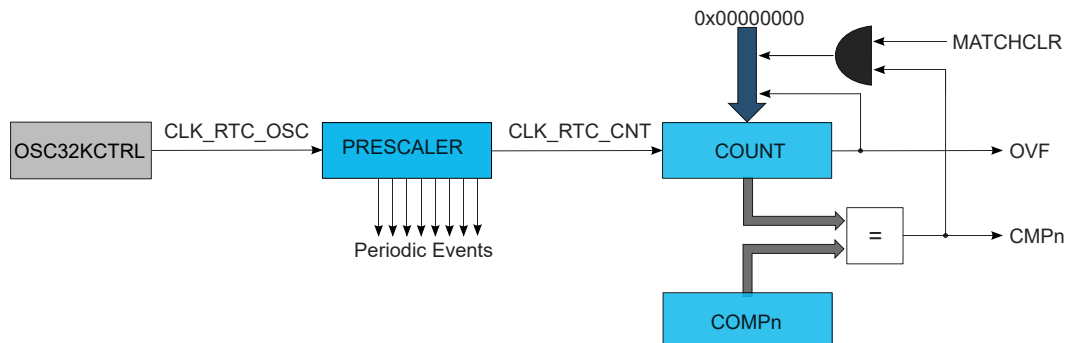 0x00000000
MATCHCLR
OSC32KCTRL
CLK_RTC_OSC
PRESCALER
CLK_RTC_CNT
COUNT
OVF
Periodic Events
=
CMPn
COMPn